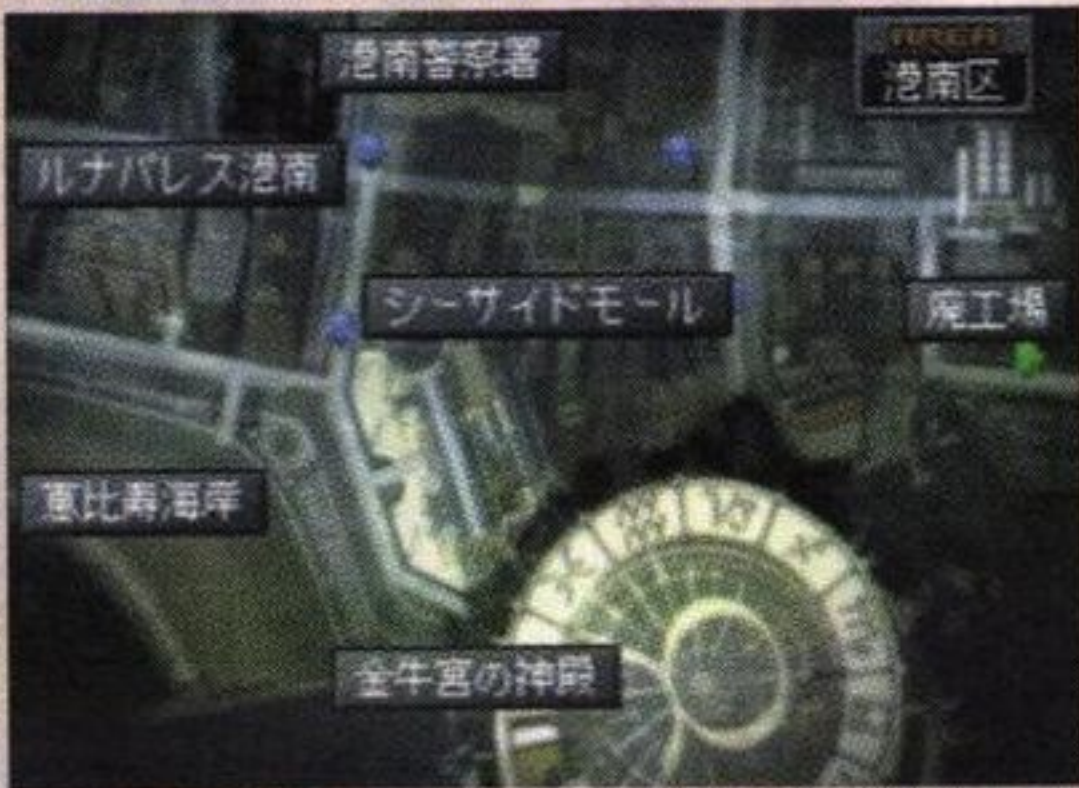 AREA
港南区
港南警察署
ルナパレス港南
シーサイドモール
廃工場
恵比寿海岸
金牛宮の神殿